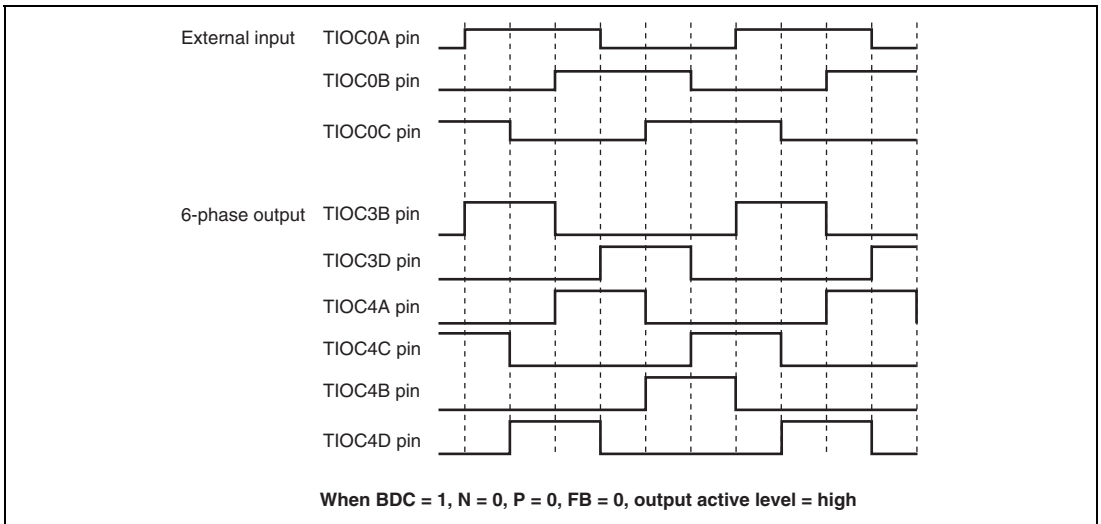 External input TIOC0A pin
TIOC0B pin
TIOC0C pin
6-phase output TIOC3B pin
TIOC3D pin
TIOC4A pin
TIOC4C pin
TIOC4B pin
TIOC4D pin
When BDC = 1, N = 0, P = 0, FB = 0, output active level = high